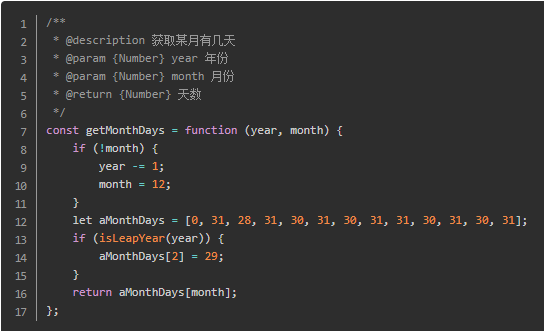 1 /**
2  * @description 获取某月有几天
3  * @param {Number} year 年份
4  * @param {Number} month 月份
5  * @return {Number} 天数
6  */
7 const getMonthDays = function (year, month) {
8     if (!month) {
9         year -= 1;
10         month = 12;
11     }
12     let aMonthDays = [0, 31, 28, 31, 30, 31, 30, 31, 31, 30, 31, 30, 31];
13     if (isLeapYear(year)) {
14         aMonthDays[2] = 29;
15     }
16     return aMonthDays[month];
17 };